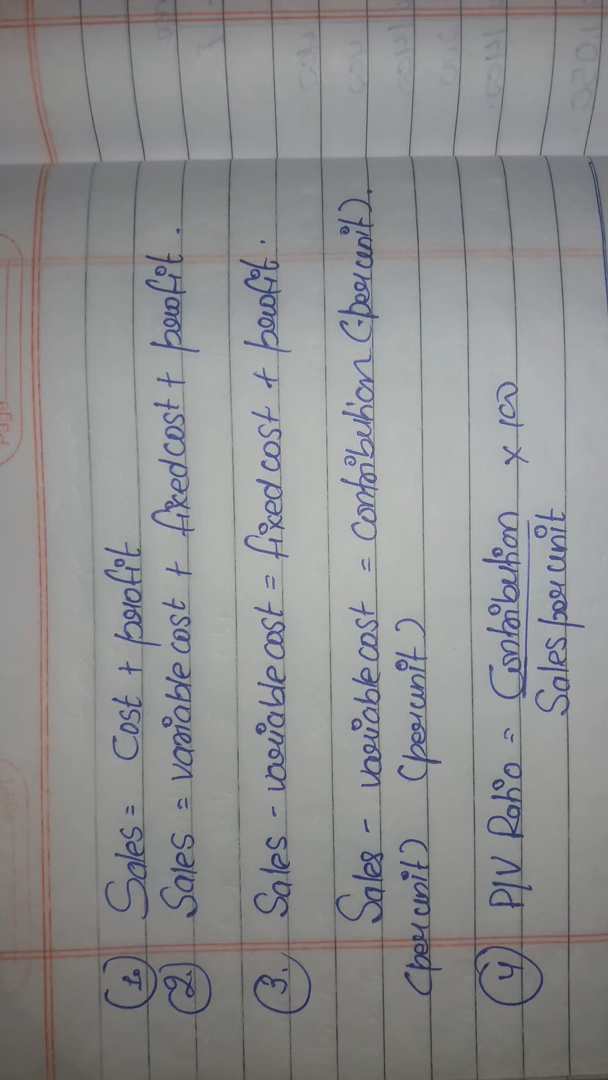 1. Sales = Cost + profit
2. Sales = variable cost + fixed cost + profit.
3. Sales - variable cost = fixed cost + profit.
Sales - variable cost = contribution (per unit).
(per unit) (per unit)
4 P/V Ratio = Contribution × 100
Sales per unit
Page